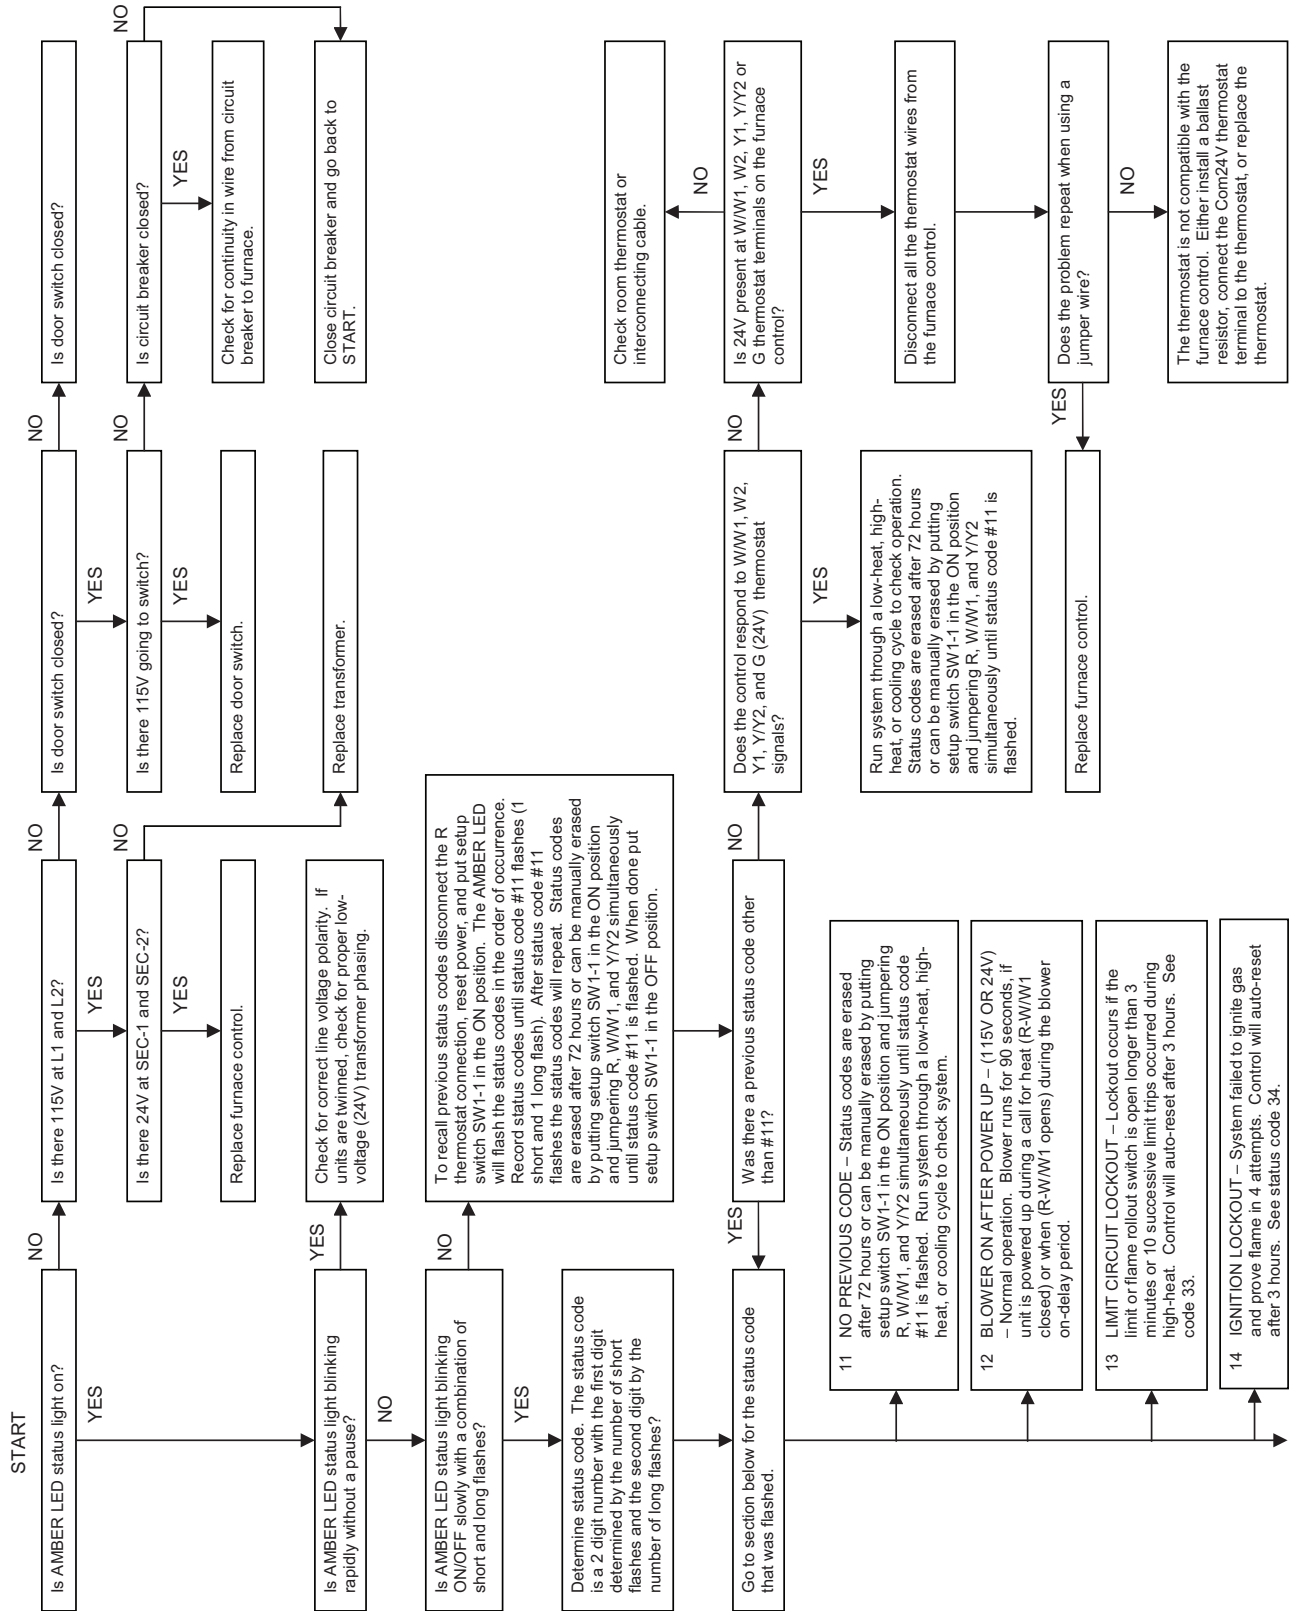 START
Is AMBER LED status light on?
NO
YES
Is there 115V at L1 and L2?
NO
YES
Is door switch closed?
NO
YES
Is door switch closed?
Is there 24V at SEC-1 and SEC-2?
NO
YES
Is there 115V going to switch?
NO
YES
Is circuit breaker closed?
NO
YES
Replace furnace control.
Replace door switch.
Check for continuity in wire from circuit
breaker to furnace.
Is AMBER LED status light blinking
rapidly without a pause?
YES
NO
Check for correct line voltage polarity. If
units are twinned, check for proper low-
voltage (24V) transformer phasing.
Replace transformer.
Close circuit breaker and go back to
START.
Is AMBER LED status light blinking
ON/OFF slowly with a combination of
short and long flashes?
NO
YES
To recall previous status codes disconnect the R
thermostat connection, reset power, and put setup
switch SW1-1 in the ON position. The AMBER LED
will flash the status codes in the order of occurrence.
Record status codes until status code #11 flashes (1
short and 1 long flash). After status code #11
flashes the status codes will repeat. Status codes
are erased after 72 hours or can be manually erased
by putting setup switch SW1-1 in the ON position
and jumpering R, W/W1, and Y/Y2 simultaneously
until status code #11 is flashed. When done put
setup switch SW1-1 in the OFF position.
Determine status code. The status code
is a 2 digit number with the first digit
determined by the number of short
flashes and the second digit by the
number of long flashes?
Go to section below for the status code
that was flashed.
YES
Was there a previous status code other
than #11?
NO
Does the control respond to W/W1, W2,
Y1, Y/Y2, and G (24V) thermostat
signals?
NO
YES
Is 24V present at W/W1, W2, Y1, Y/Y2 or
G thermostat terminals on the furnace
control?
NO
YES
Check room thermostat or
interconnecting cable.
Run system through a low-heat, high-
heat, or cooling cycle to check operation.
Status codes are erased after 72 hours
or can be manually erased by putting
setup switch SW1-1 in the ON position
and jumpering R, W/W1, and Y/Y2
simultaneously until status code #11 is
flashed.
Disconnect all the thermostat wires from
the furnace control.
Does the problem repeat when using a
jumper wire?
YES
NO
Replace furnace control.
The thermostat is not compatible with the
furnace control. Either install a ballast
resistor, connect the Com24V thermostat
terminal to the thermostat, or replace the
thermostat.
11 NO PREVIOUS CODE – Status codes are erased
after 72 hours or can be manually erased by putting
setup switch SW1-1 in the ON position and jumpering
R, W/W1, and Y/Y2 simultaneously until status code
#11 is flashed. Run system through a low-heat, high-
heat, or cooling cycle to check system.
12 BLOWER ON AFTER POWER UP – (115V OR 24V)
– Normal operation. Blower runs for 90 seconds, if
unit is powered up during a call for heat (R-W/W1
closed) or when (R-W/W1 opens) during the blower
on-delay period.
13 LIMIT CIRCUIT LOCKOUT – Lockout occurs if the
limit or flame rollout switch is open longer than 3
minutes or 10 successive limit trips occurred during
high-heat. Control will auto-reset after 3 hours. See
code 33.
14 IGNITION LOCKOUT – System failed to ignite gas
and prove flame in 4 attempts. Control will auto-reset
after 3 hours. See status code 34.